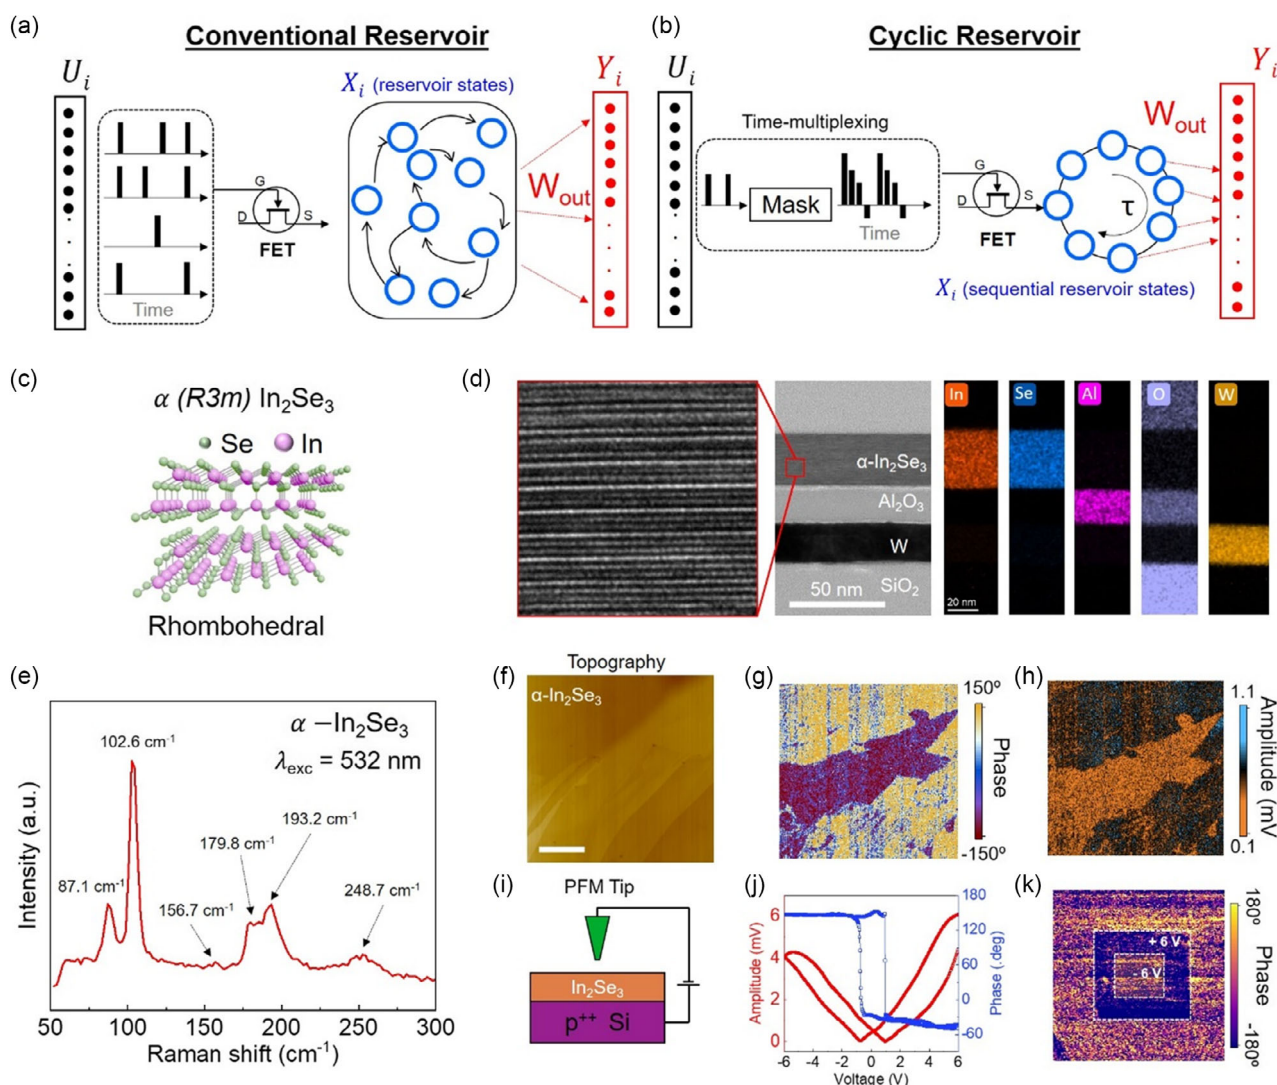 (a)
Conventional Reservoir
U_i
X_i (reservoir states)
Y_i
G
D
S
FET
W_out
Time
(b)
Cyclic Reservoir
U_i
Y_i
Time-multiplexing
Mask
Time
G
D
S
FET
τ
W_out
X_i (sequential reservoir states)
(c)
α (R3m) In₂Se₃
Se
In
Rhombohedral
(d)
α-In₂Se₃
Al₂O₃
W
50 nm
SiO₂
In
Se
Al
O
W
20 nm
(e)
α −In₂Se₃
λ_exc = 532 nm
102.6 cm⁻¹
193.2 cm⁻¹
179.8 cm⁻¹
87.1 cm⁻¹
156.7 cm⁻¹
248.7 cm⁻¹
Intensity (a.u.)
50 100 150 200 250 300
Raman shift (cm⁻¹)
(f)
Topography
α-In₂Se₃
(g)
150º
Phase
-150º
(h)
1.1
Amplitude (mV)
0.1
(i)
PFM Tip
In₂Se₃
p⁺⁺ Si
(j)
Amplitude (mV)
6
4
2
0
180
120
60
0
-60
Phase (.deg)
-6 -4 -2 0 2 4 6
Voltage (V)
(k)
+ 6 V
- 6 V
180º
Phase
-180º